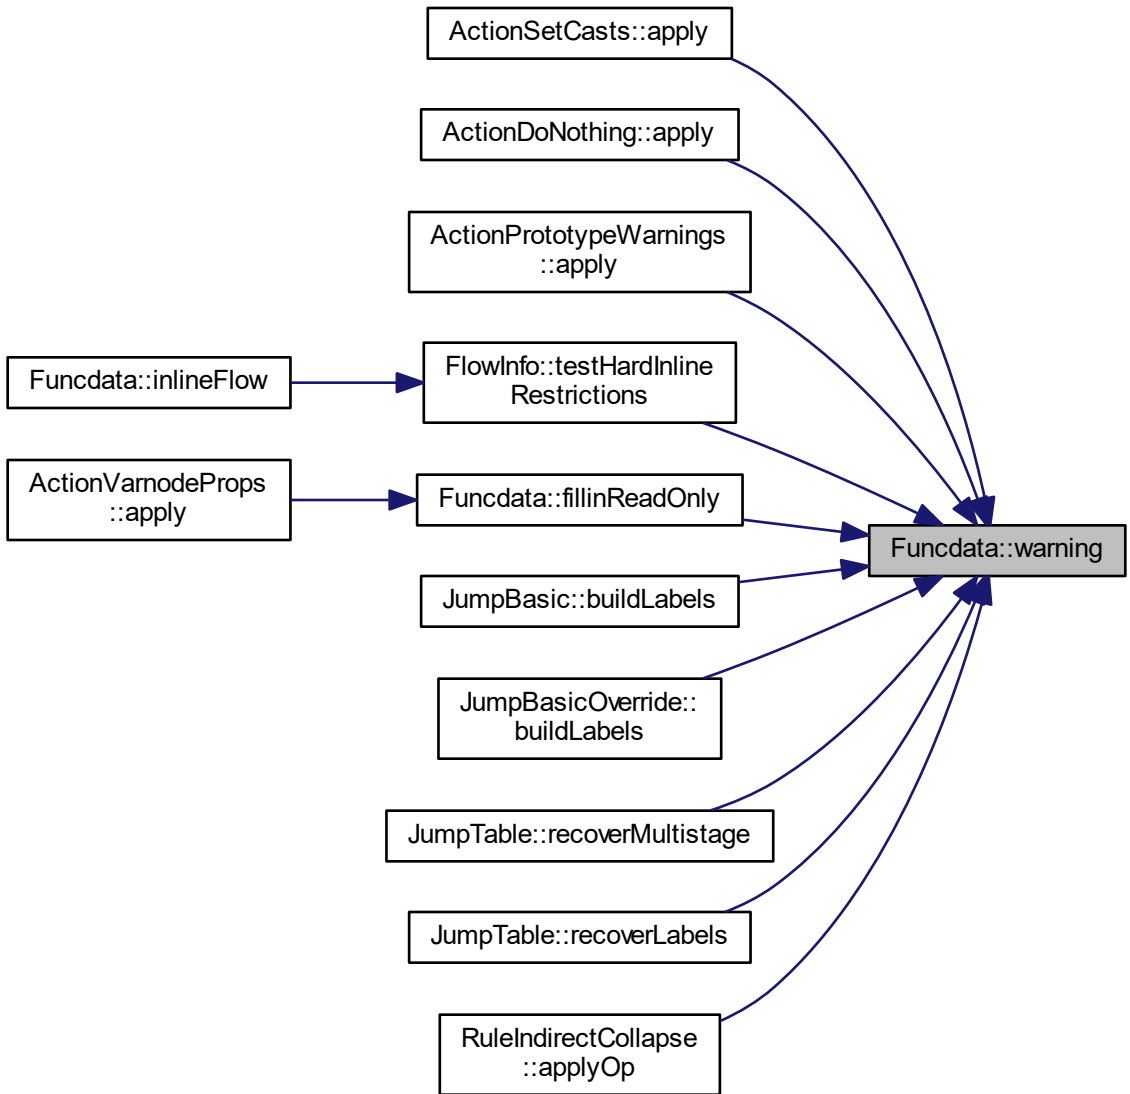 ActionSetCasts::apply
ActionDoNothing::apply
ActionPrototypeWarnings
::apply
FlowInfo::testHardInline
Restrictions
Funcdata::inlineFlow
ActionVarnodeProps
::apply
Funcdata::fillinReadOnly
Funcdata::warning
JumpBasic::buildLabels
JumpBasicOverride::
buildLabels
JumpTable::recoverMultistage
JumpTable::recoverLabels
RuleIndirectCollapse
::applyOp